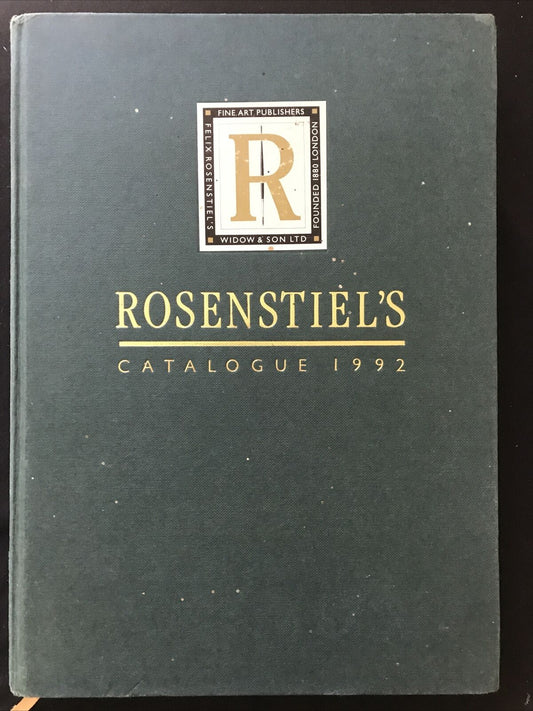 FINE ART PUBLISHERS
FELIX ROSENSTIEL'S
R
FOUNDED 1880 LONDON
WIDOW & SON LTD
ROSENSTIEL'S
CATALOGUE 1992